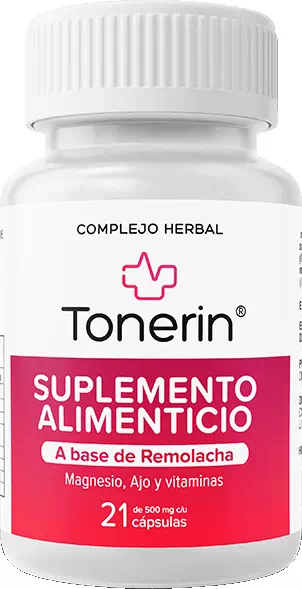 COMPLEJO HERBAL
Tonerin®
SUPLEMENTO
ALIMENTICIO
A base de Remolacha
Magnesio, Ajo y vitaminas
21 de 500 mg c/u
cápsulas